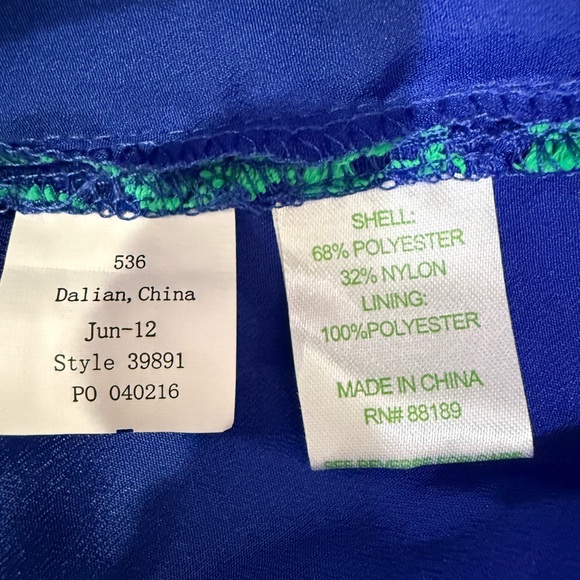 536
Dalian, China
Jun-12
Style 39891
PO 040216
SHELL:
68% POLYESTER
32% NYLON
LINING:
100%POLYESTER
MADE IN CHINA
RN# 88189